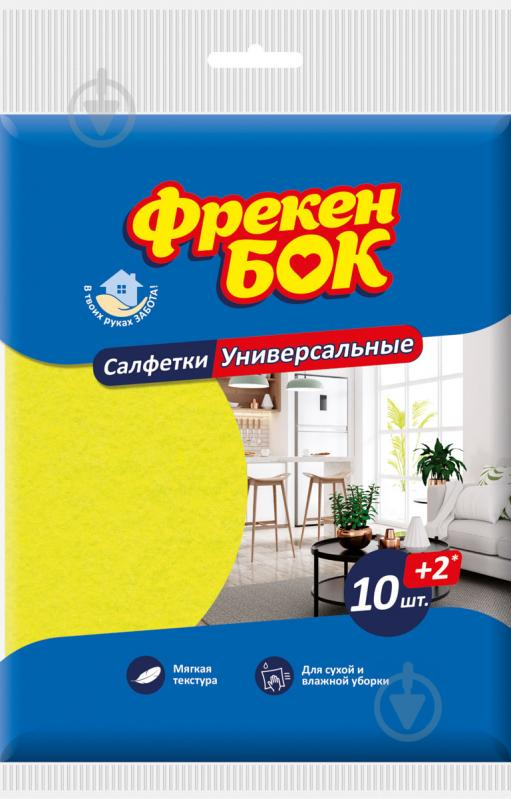 Фрекен
БОК
В твоих руках ЗАБОТА!
Салфетки Универсальные
+2*
10 шт.
Мягкая
текстура
Для сухой и
влажной уборки